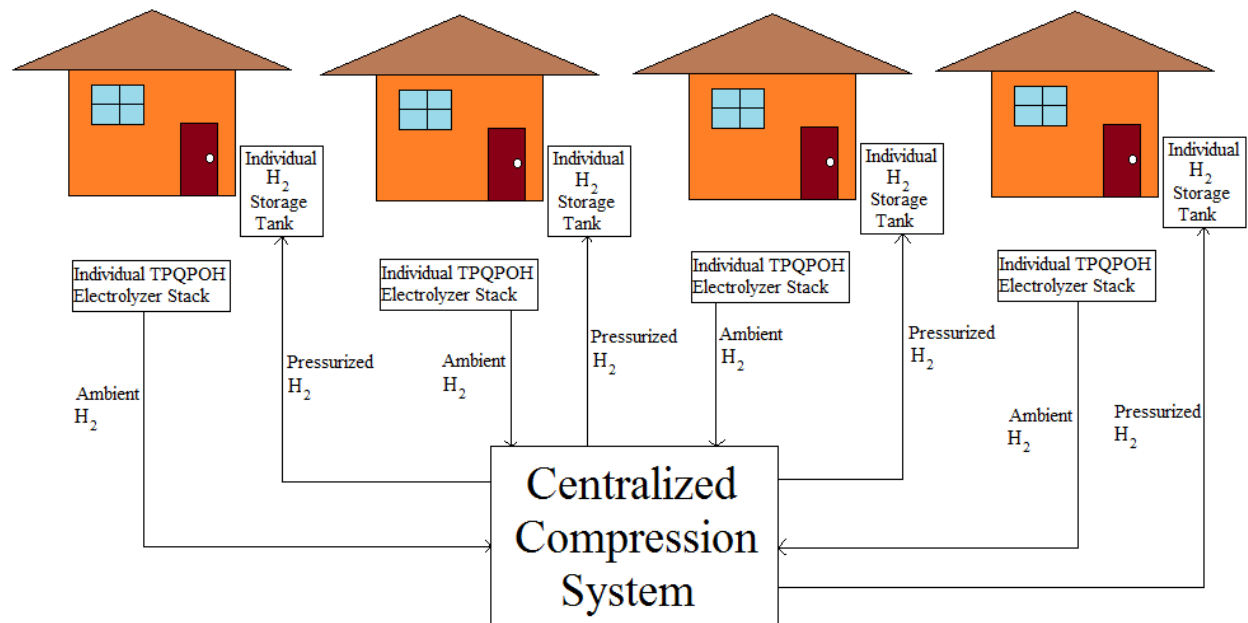 Individual
H2
Storage
Tank
Individual
H2
Storage
Tank
Individual
H2
Storage
Tank
Individual
H2
Storage
Tank
Individual TPQPOH
Electrolyzer Stack
Individual TPQPOH
Electrolyzer Stack
Individual TPQPOH
Electrolyzer Stack
Individual TPQPOH
Electrolyzer Stack
Ambient
H2
Pressurized
H2
Ambient
H2
Pressurized
H2
Ambient
H2
Pressurized
H2
Ambient
H2
Pressurized
H2
Centralized
Compression
System